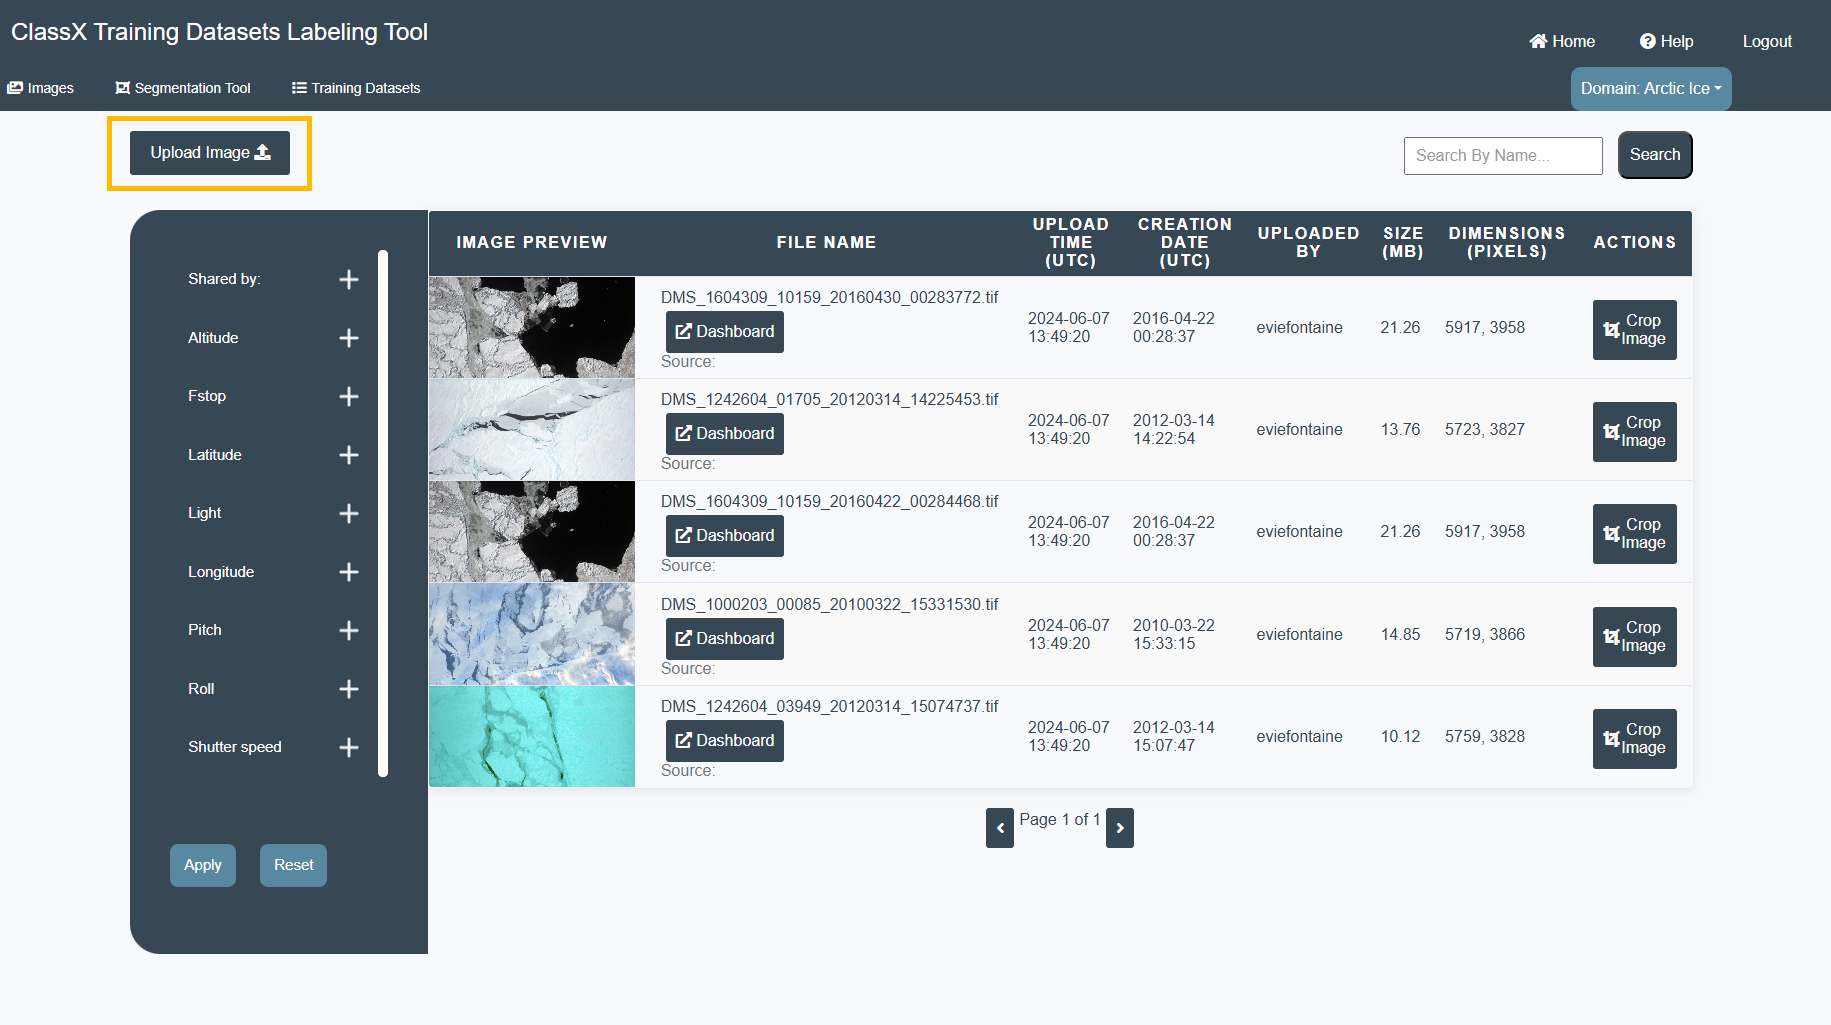 ClassX Training Datasets Labeling Tool
Home
Help
Logout
Images
Segmentation Tool
Training Datasets
Domain: Arctic Ice
Upload Image
Search By Name...
Search
Shared by:
Altitude
Fstop
Latitude
Light
Longitude
Pitch
Roll
Shutter speed
Apply
Reset
IMAGE PREVIEW
FILE NAME
UPLOAD
TIME
(UTC)
CREATION
DATE
(UTC)
UPLOADED
BY
SIZE
(MB)
DIMENSIONS
(PIXELS)
ACTIONS
DMS_1604309_10159_20160430_00283772.tif
Dashboard
Source:
2024-06-07
13:49:20
2016-04-22
00:28:37
eviefontaine
21.26
5917, 3958
Crop
Image
DMS_1242604_01705_20120314_14225453.tif
Dashboard
Source:
2024-06-07
13:49:20
2012-03-14
14:22:54
eviefontaine
13.76
5723, 3827
Crop
Image
DMS_1604309_10159_20160422_00284468.tif
Dashboard
Source:
2024-06-07
13:49:20
2016-04-22
00:28:37
eviefontaine
21.26
5917, 3958
Crop
Image
DMS_1000203_00085_20100322_15331530.tif
Dashboard
Source:
2024-06-07
13:49:20
2010-03-22
15:33:15
eviefontaine
14.85
5719, 3866
Crop
Image
DMS_1242604_03949_20120314_15074737.tif
Dashboard
Source:
2024-06-07
13:49:20
2012-03-14
15:07:47
eviefontaine
10.12
5759, 3828
Crop
Image
Page 1 of 1